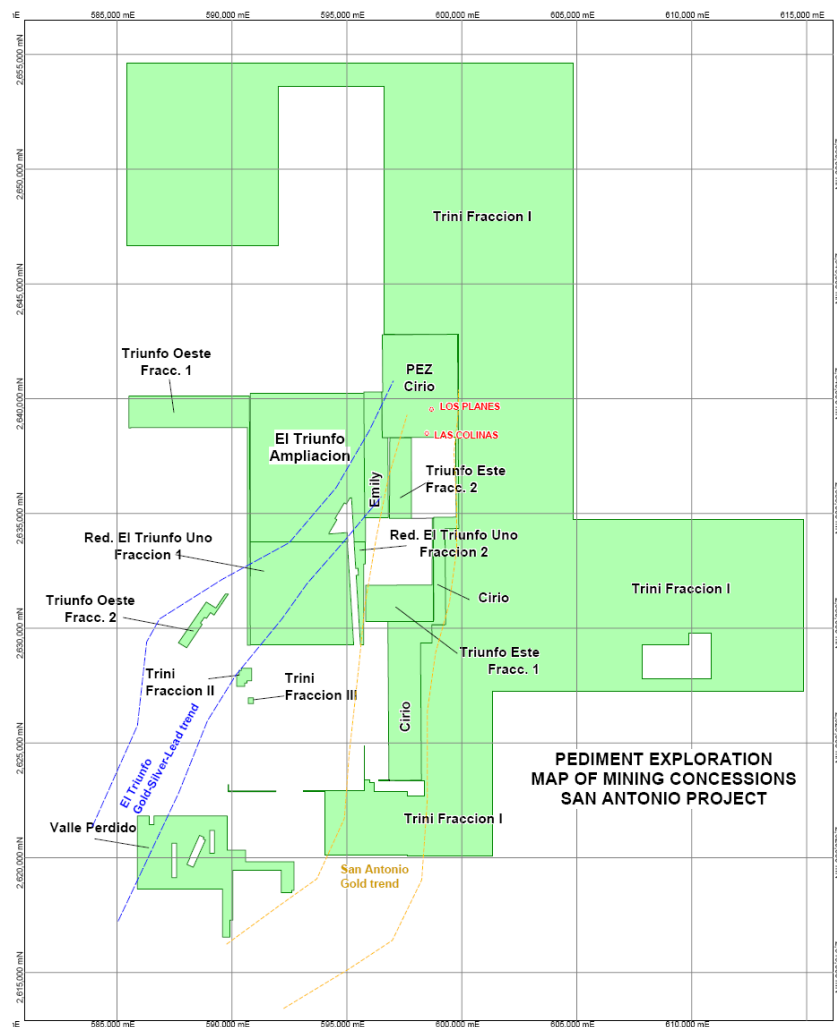 585,000 mE
590,000 mE
595,000 mE
600,000 mE
605,000 mE
610,000 mE
615,000 mE
2,655,000 mN
2,650,000 mN
2,645,000 mN
2,640,000 mN
2,635,000 mN
2,630,000 mN
2,625,000 mN
2,620,000 mN
2,615,000 mN
Trini Fraccion I
Triunfo Oeste
Fracc. 1
PEZ
Cirio
LOS PLANES
LAS COLINAS
El Triunfo
Ampliacion
Emily
Triunfo Este
Fracc. 2
Red. El Triunfo Uno
Fraccion 1
Red. El Triunfo Uno
Fraccion 2
Trini Fraccion I
Cirio
Triunfo Oeste
Fracc. 2
Triunfo Este
Fracc. 1
Trini
Fraccion II
Trini
Fraccion III
Cirio
El Triunfo
Gold-Silver-Lead trend
PEDIMENT EXPLORATION
MAP OF MINING CONCESSIONS
SAN ANTONIO PROJECT
Valle Perdido
Trini Fraccion I
San Antonio
Gold trend
585,000 mE
590,000 mE
595,000 mE
600,000 mE
605,000 mE
610,000 mE